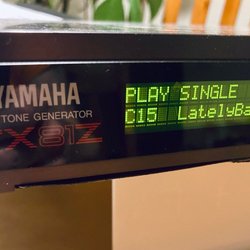 YAMAHA
TONE GENERATOR
TX81Z
PLAY SINGLE
C15 LatelyBa